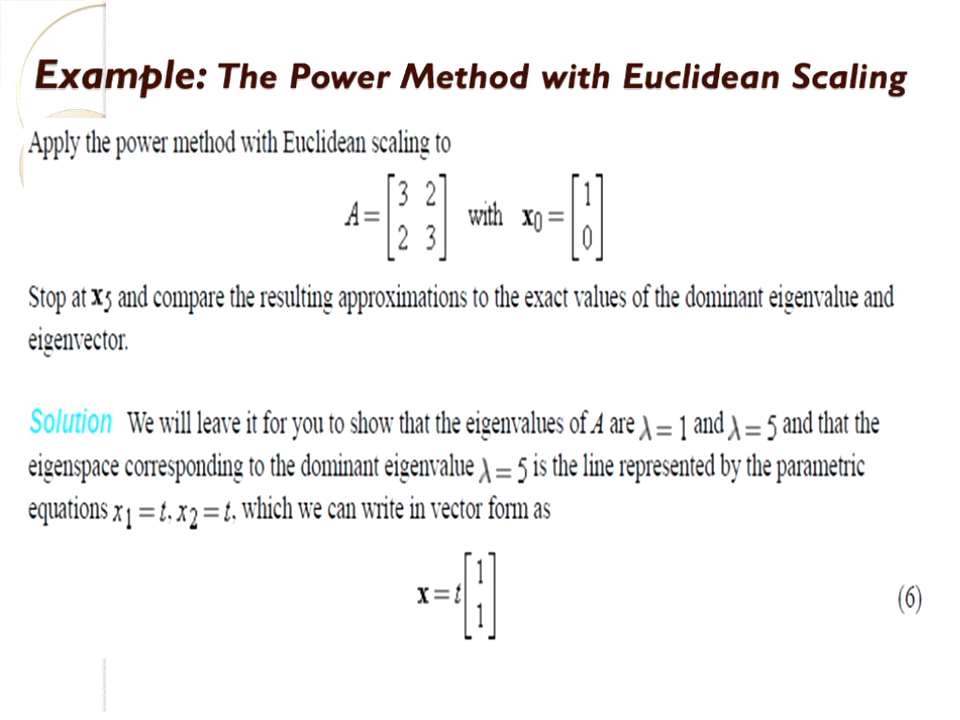 Example: The Power Method with Euclidean Scaling
Apply the power method with Euclidean scaling to
A = [3 2
2 3] with x0 = [1
0]
Stop at x5 and compare the resulting approximations to the exact values of the dominant eigenvalue and
eigenvector.
Solution We will leave it for you to show that the eigenvalues of A are λ = 1 and λ = 5 and that the
eigenspace corresponding to the dominant eigenvalue λ = 5 is the line represented by the parametric
equations x1 = t, x2 = t, which we can write in vector form as
x = t [1
1] (6)